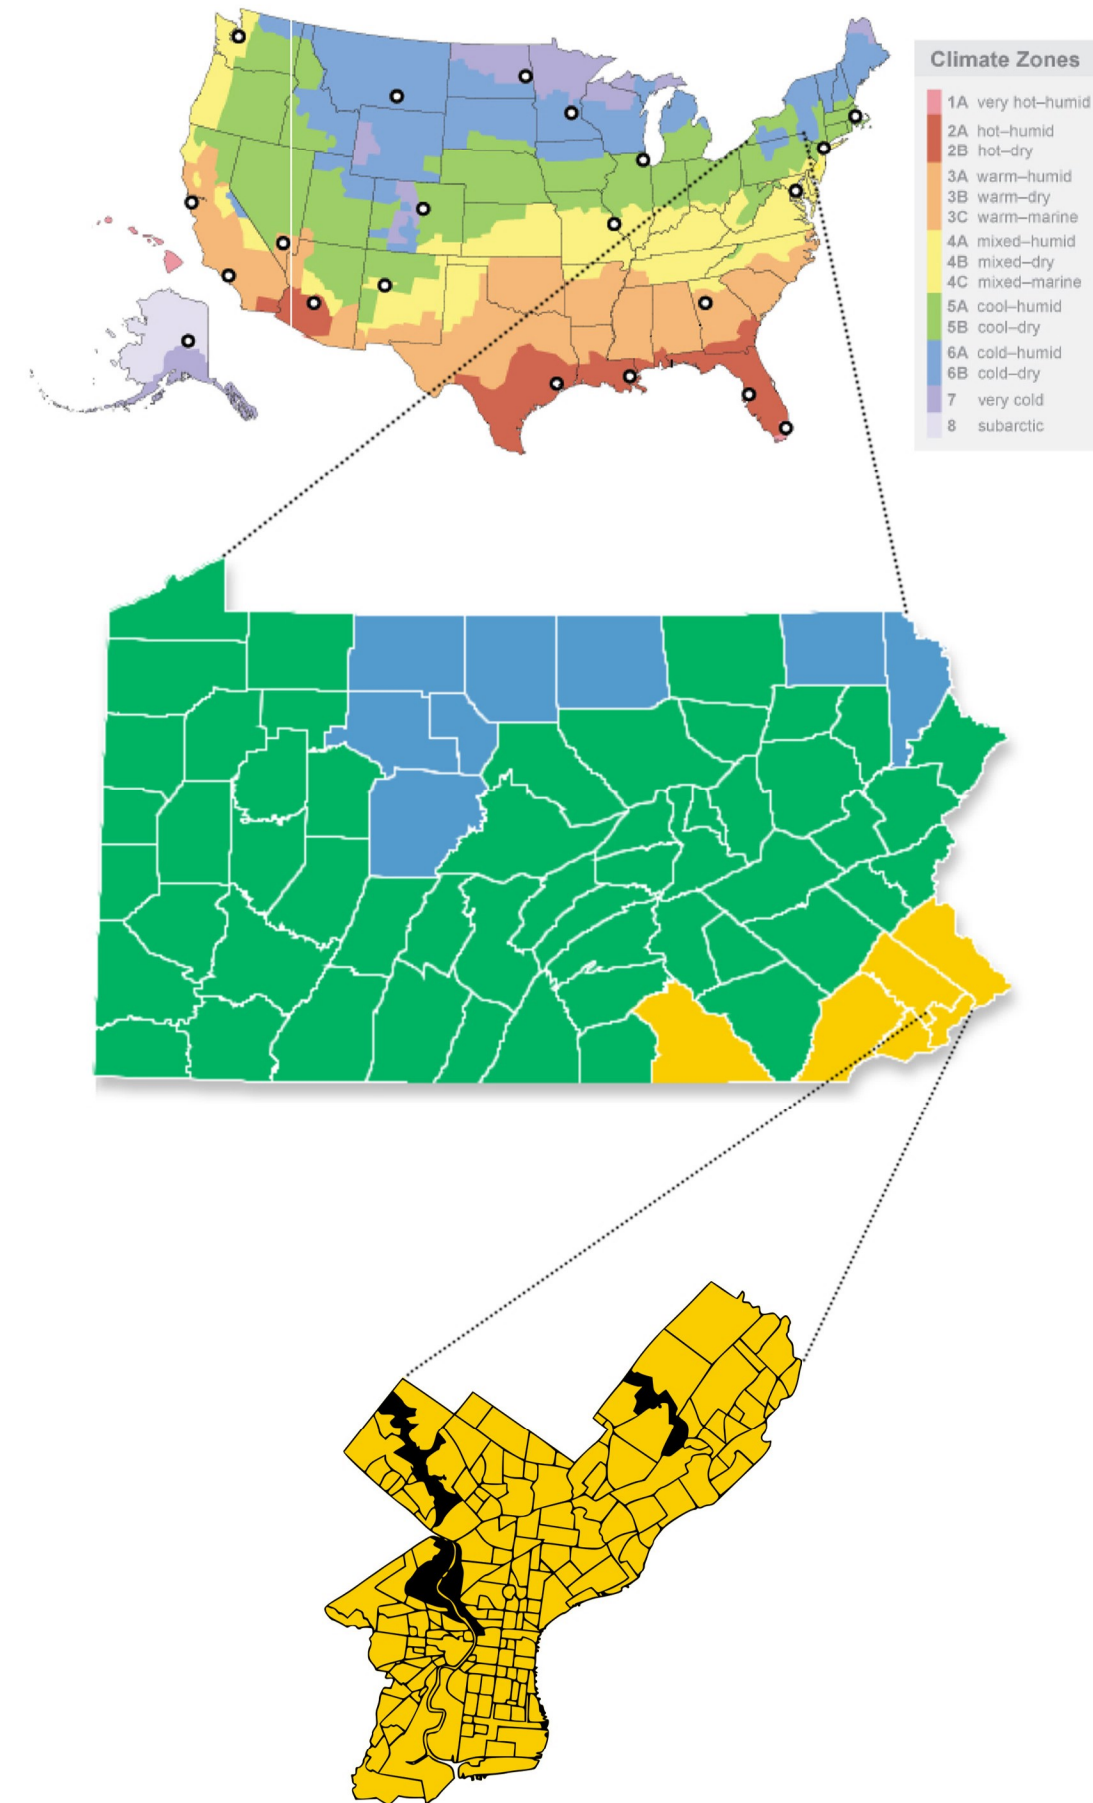 Climate Zones
1A very hot–humid
2A hot–humid
2B hot–dry
3A warm–humid
3B warm–dry
3C warm–marine
4A mixed–humid
4B mixed–dry
4C mixed–marine
5A cool–humid
5B cool–dry
6A cold–humid
6B cold–dry
7 very cold
8 subarctic